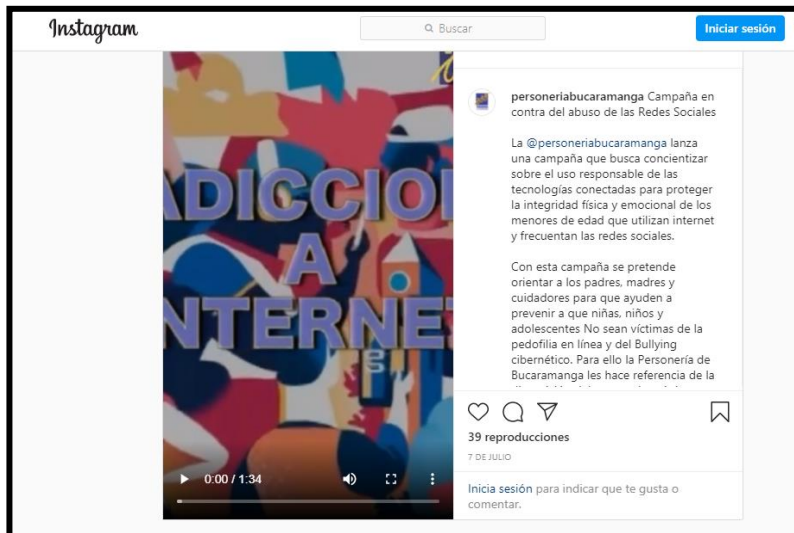 Instagram
Buscar
Iniciar sesión
ADICCIO
A
INTERNE
0:00 / 1:34
personeriabucaramanga Campaña en
contra del abuso de las Redes Sociales
La @personeriabucaramanga lanza
una campaña que busca concientizar
sobre el uso responsable de las
tecnologías conectadas para proteger
la integridad física y emocional de los
menores de edad que utilizan internet
y frecuentan las redes sociales.
Con esta campaña se pretende
orientar a los padres, madres y
cuidadores para que ayuden a
prevenir a que niñas, niños y
adolescentes No sean víctimas de la
pedofilia en línea y del Bullying
cibernético. Para ello la Personería de
Bucaramanga les hace referencia de la
39 reproducciones
7 DE JULIO
Inicia sesión para indicar que te gusta o
comentar.